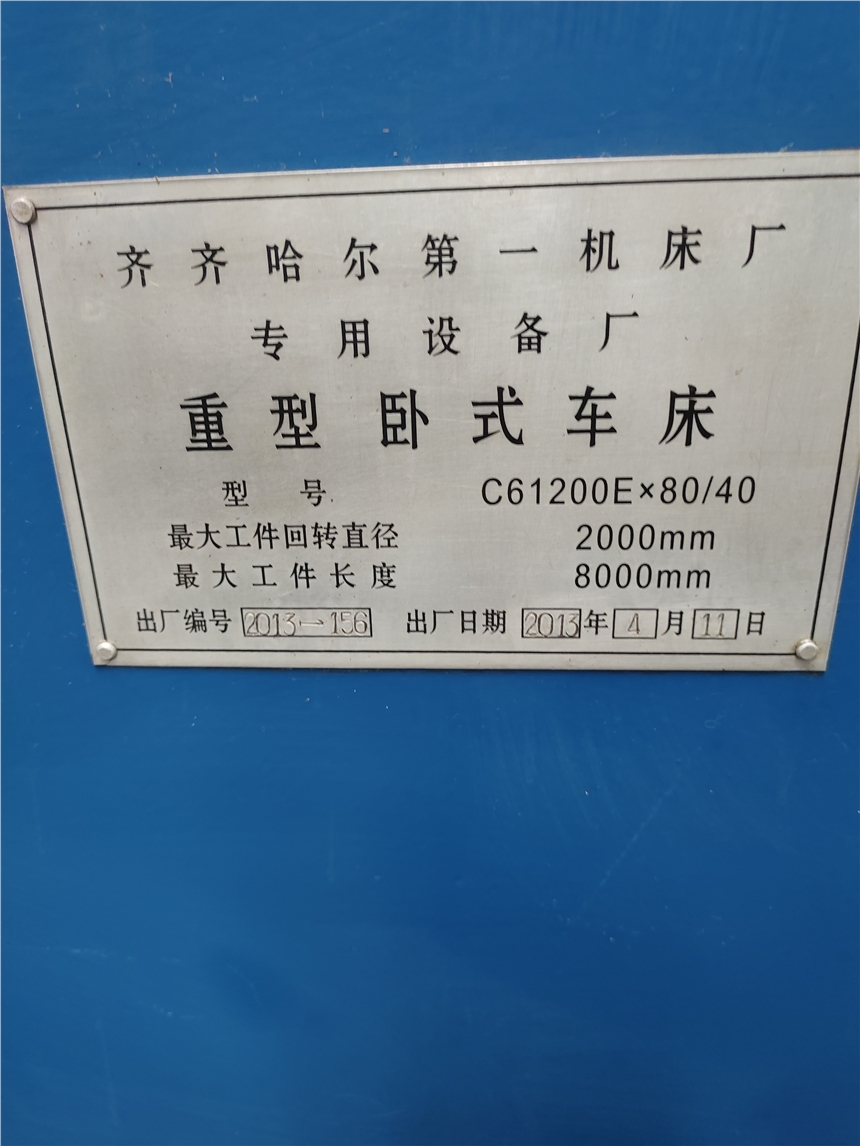 齐齐哈尔第一机床厂
专用设备厂
重型卧式车床
型号 C61200E×80/40
最大工件回转直径 2000mm
最大工件长度 8000mm
出厂编号 2013-156 出厂日期 2013年4月11日